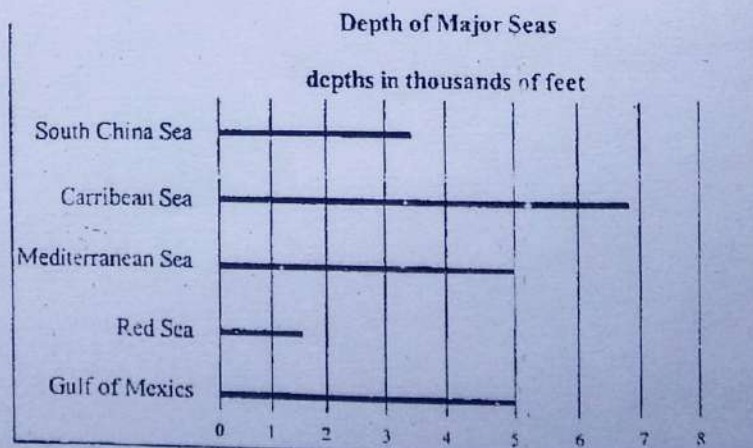 Depth of Major Seas
depths in thousands of feet
South China Sea
Carribean Sea
Mediterranean Sea
Red Sea
Gulf of Mexics
0 1 2 3 4 5 6 7 8